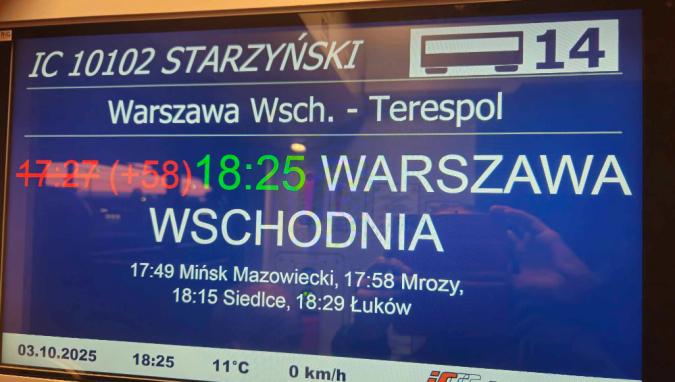 IC 10102 STARZYŃSKI 14
Warszawa Wsch. - Terespol
17:27 (+58) 18:25 WARSZAWA
WSCHODNIA
17:49 Mińsk Mazowiecki, 17:58 Mrozy,
18:15 Siedlce, 18:29 Łuków
03.10.2025 18:25 11°C 0 km/h